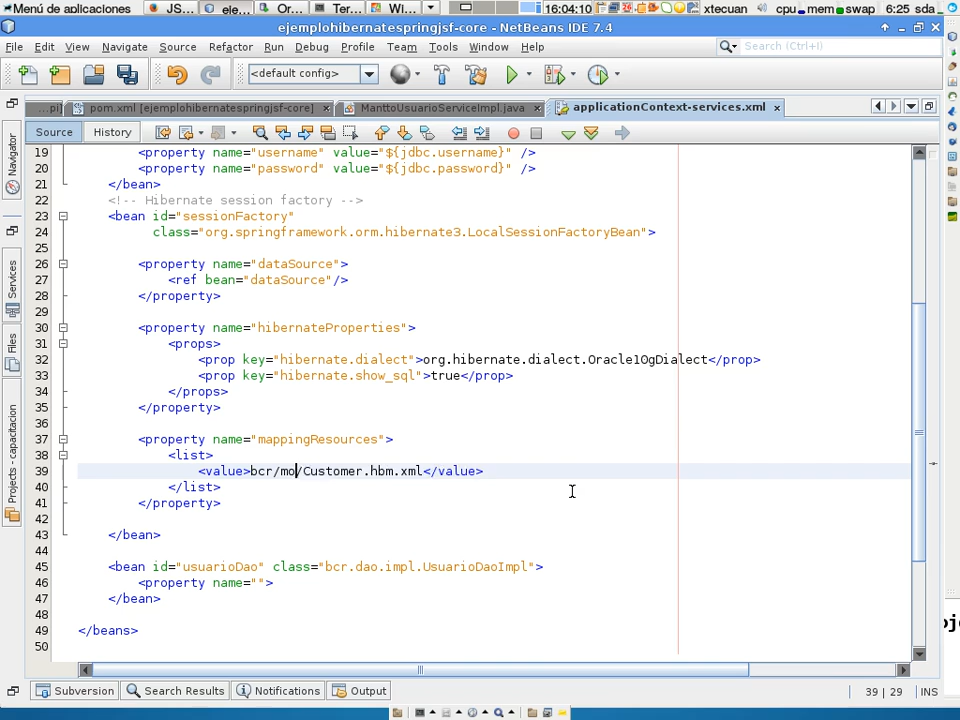 Menú de aplicaciones JS... ele... Or... Ter... Wi... 16:04:10 xtecuan cpu mem swap 6:25 sda
ejemplohibernatespringjsf-core - NetBeans IDE 7.4
File Edit View Navigate Source Refactor Run Debug Profile Team Tools Window Help Search (Ctrl+I)
<default config>
pom.xml [ejemplohibernatespringjsf-core] ManttoUsuarioServiceImpl.java applicationContext-services.xml
Source History
Navigator
Services
Files
Projects - capacitacion
19 <property name="username" value="${jdbc.username}" />
20 <property name="password" value="${jdbc.password}" />
21 </bean>
22 <!-- Hibernate session factory -->
23 <bean id="sessionFactory"
24 class="org.springframework.orm.hibernate3.LocalSessionFactoryBean">
25
26 <property name="dataSource">
27 <ref bean="dataSource"/>
28 </property>
29
30 <property name="hibernateProperties">
31 <props>
32 <prop key="hibernate.dialect">org.hibernate.dialect.Oracle10gDialect</prop>
33 <prop key="hibernate.show_sql">true</prop>
34 </props>
35 </property>
36
37 <property name="mappingResources">
38 <list>
39 <value>bcr/mo/Customer.hbm.xml</value>
40 </list>
41 </property>
42
43 </bean>
44
45 <bean id="usuarioDao" class="bcr.dao.impl.UsuarioDaoImpl">
46 <property name="">
47 </bean>
48
49 </beans>
50
Subversion Search Results Notifications Output 39 | 29 INS